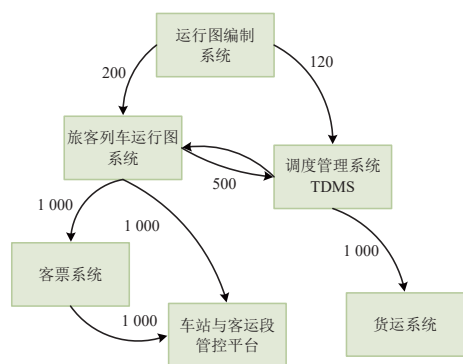 运行图编制
系统
200
120
旅客列车运行图
系统
500
调度管理系统
TDMS
1 000
1 000
1 000
客票系统
1 000
车站与客运段
管控平台
货运系统